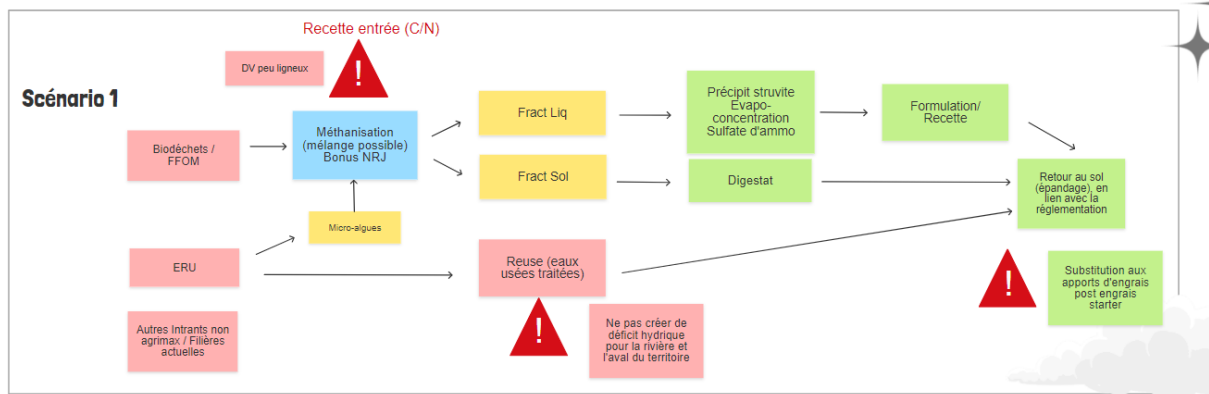 Recette entrée (C/N)
DV peu ligneux
Scénario 1
Biodéchets /
FFOM
Méthanisation
(mélange possible)
Bonus NRJ
Fract Liq
Fract Sol
Précipit struvite
Evapo-
concentration
Sulfate d'ammo
Formulation/
Recette
Digestat
Retour au sol
(épandage), en
lien avec la
réglementation
Micro-algues
ERU
Reuse (eaux
usées traitées)
Substitution aux
apports d'engrais
post engrais
starter
Autres Intrants non
agrimax / Filières
actuelles
Ne pas créer de
déficit hydrique
pour la rivière et
l'aval du territoire
!
!
!